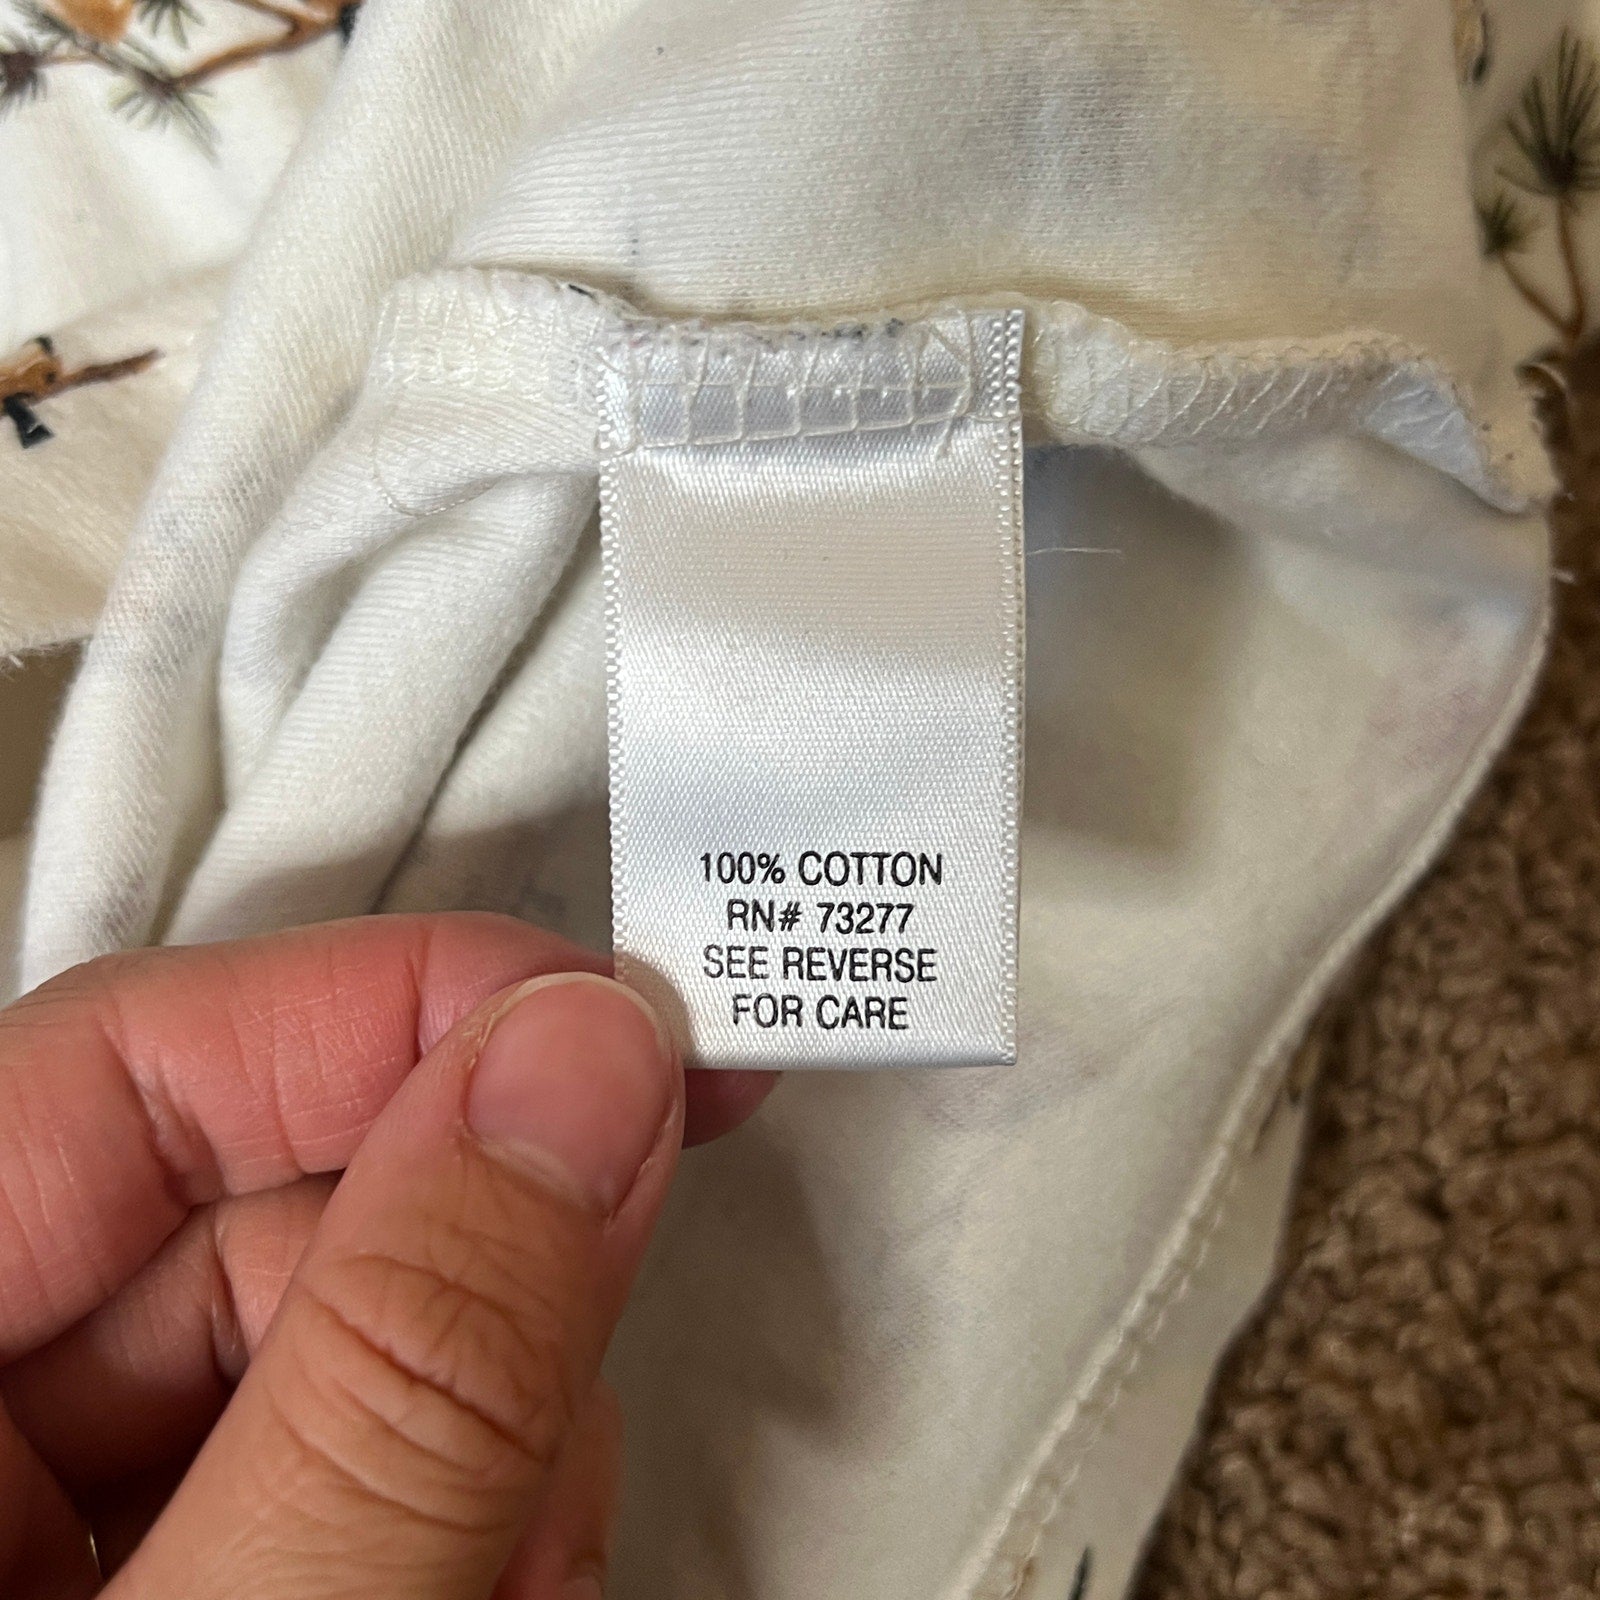 100% COTTON
RN# 73277
SEE REVERSE
FOR CARE